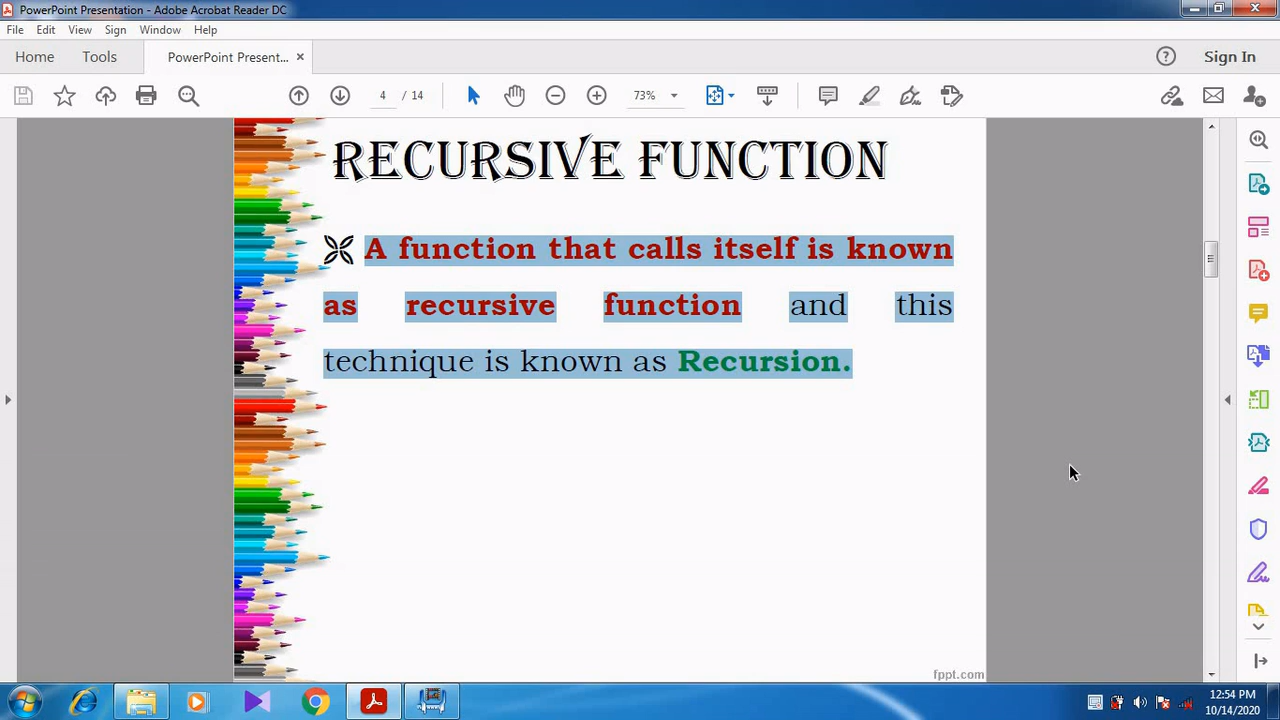 PowerPoint Presentation - Adobe Acrobat Reader DC
File Edit View Sign Window Help
Home Tools PowerPoint Present... ×
? Sign In
4 / 14 73%
RECURSIVE FUNCTION
A function that calls itself is known
as recursive function and this
technique is known as Recursion.
fppt.com
12:54 PM
10/14/2020